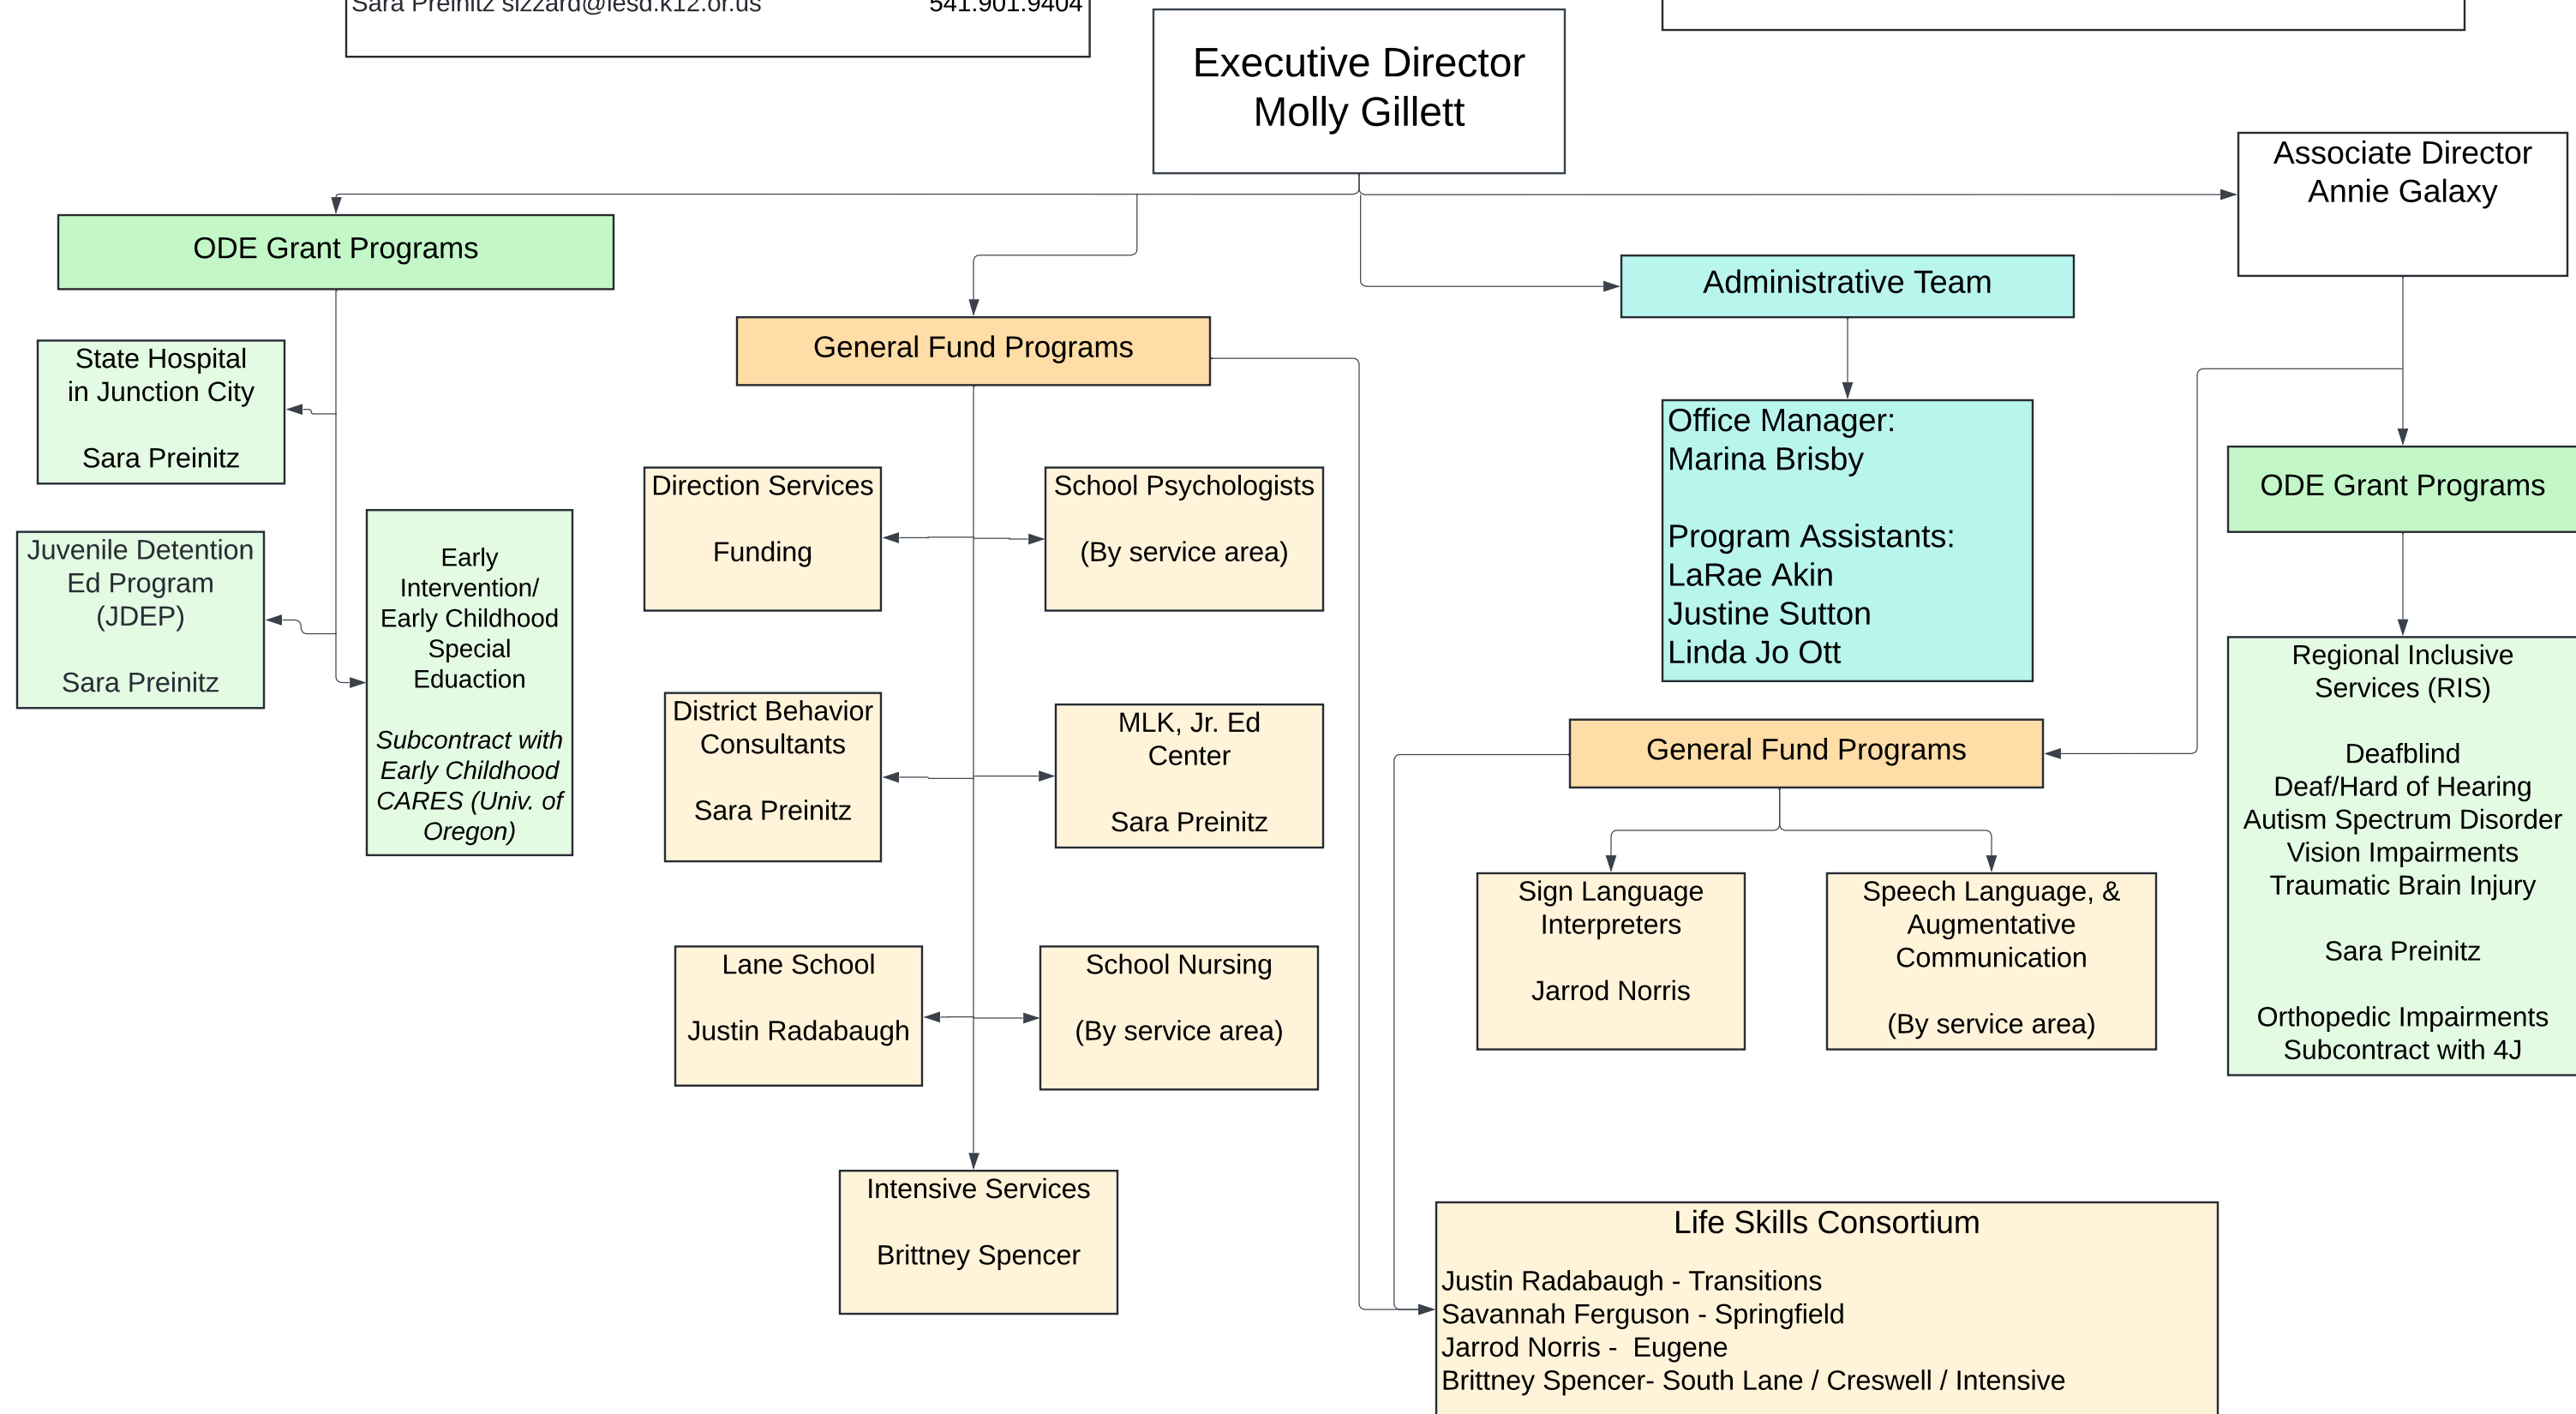 Sara Preinitz sizzard@lesd.k12.or.us 541.901.9404
Executive Director
Molly Gillett
Associate Director
Annie Galaxy
ODE Grant Programs
State Hospital
in Junction City
Sara Preinitz
Juvenile Detention
Ed Program
(JDEP)
Sara Preinitz
Early
Intervention/
Early Childhood
Special
Eduaction
Subcontract with
Early Childhood
CARES (Univ. of
Oregon)
General Fund Programs
Direction Services
Funding
School Psychologists
(By service area)
District Behavior
Consultants
Sara Preinitz
MLK, Jr. Ed
Center
Sara Preinitz
Lane School
Justin Radabaugh
School Nursing
(By service area)
Intensive Services
Brittney Spencer
Administrative Team
Office Manager:
Marina Brisby
Program Assistants:
LaRae Akin
Justine Sutton
Linda Jo Ott
General Fund Programs
Sign Language
Interpreters
Jarrod Norris
Speech Language, &
Augmentative
Communication
(By service area)
ODE Grant Programs
Regional Inclusive
Services (RIS)
Deafblind
Deaf/Hard of Hearing
Autism Spectrum Disorder
Vision Impairments
Traumatic Brain Injury
Sara Preinitz
Orthopedic Impairments
Subcontract with 4J
Life Skills Consortium
Justin Radabaugh - Transitions
Savannah Ferguson - Springfield
Jarrod Norris -  Eugene
Brittney Spencer- South Lane / Creswell / Intensive